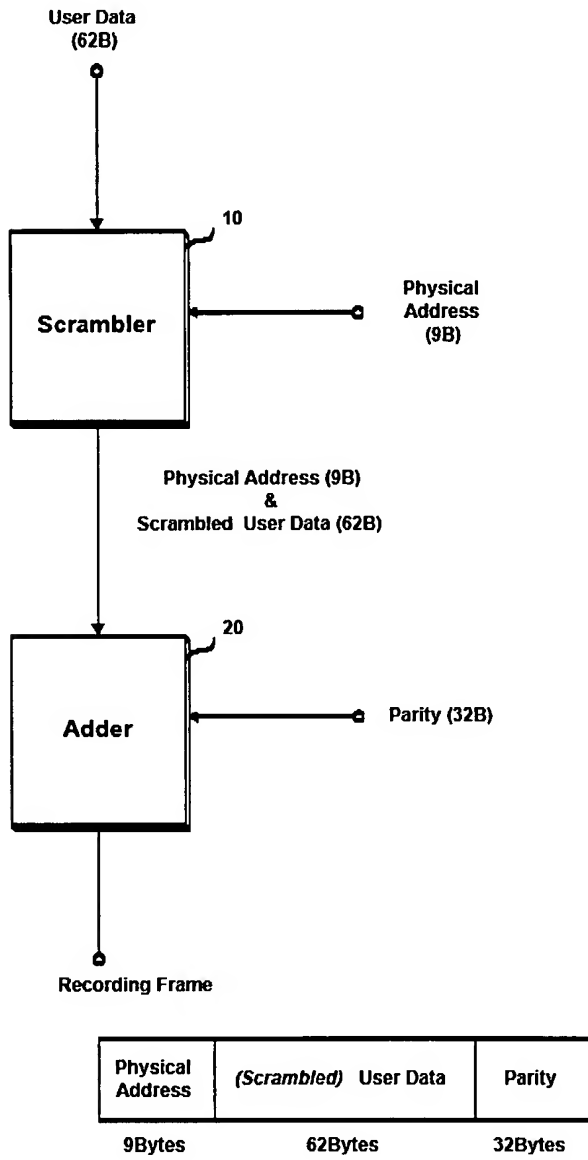 User Data
(62B)
10
Scrambler
Physical
Address
(9B)
Physical Address (9B)
&
Scrambled User Data (62B)
20
Adder
Parity (32B)
Recording Frame
Physical
Address
(Scrambled) User Data
Parity
9Bytes
62Bytes
32Bytes